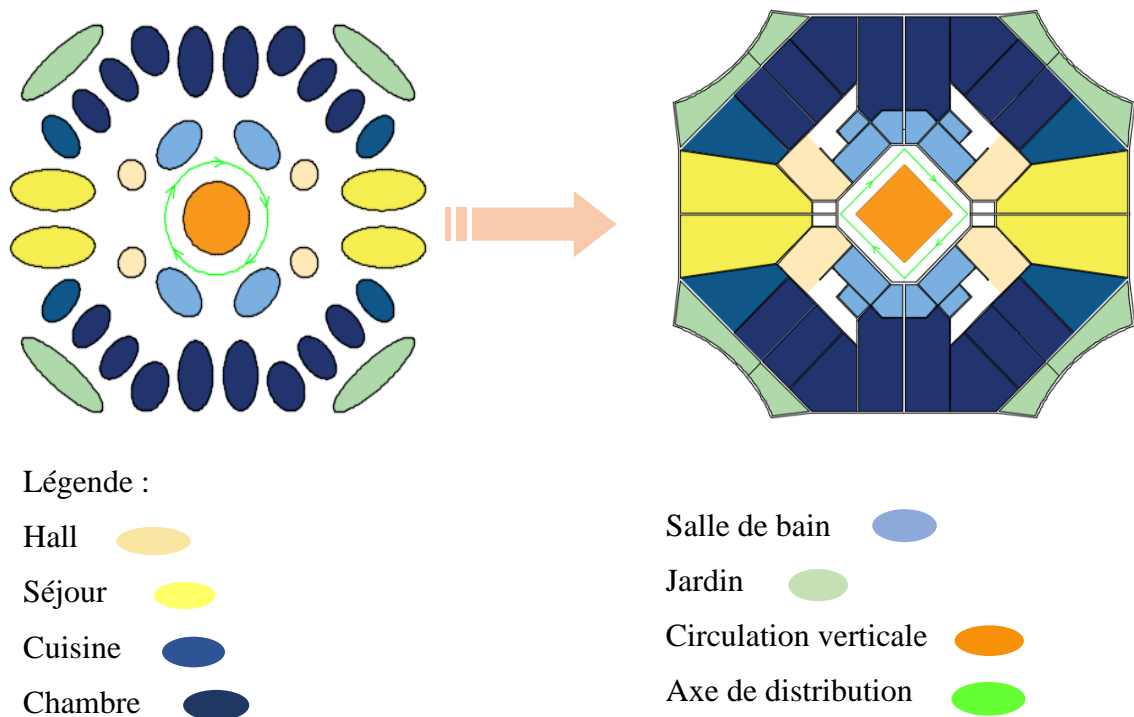 Légende :
Hall
Séjour
Cuisine
Chambre
Salle de bain
Jardin
Circulation verticale
Axe de distribution